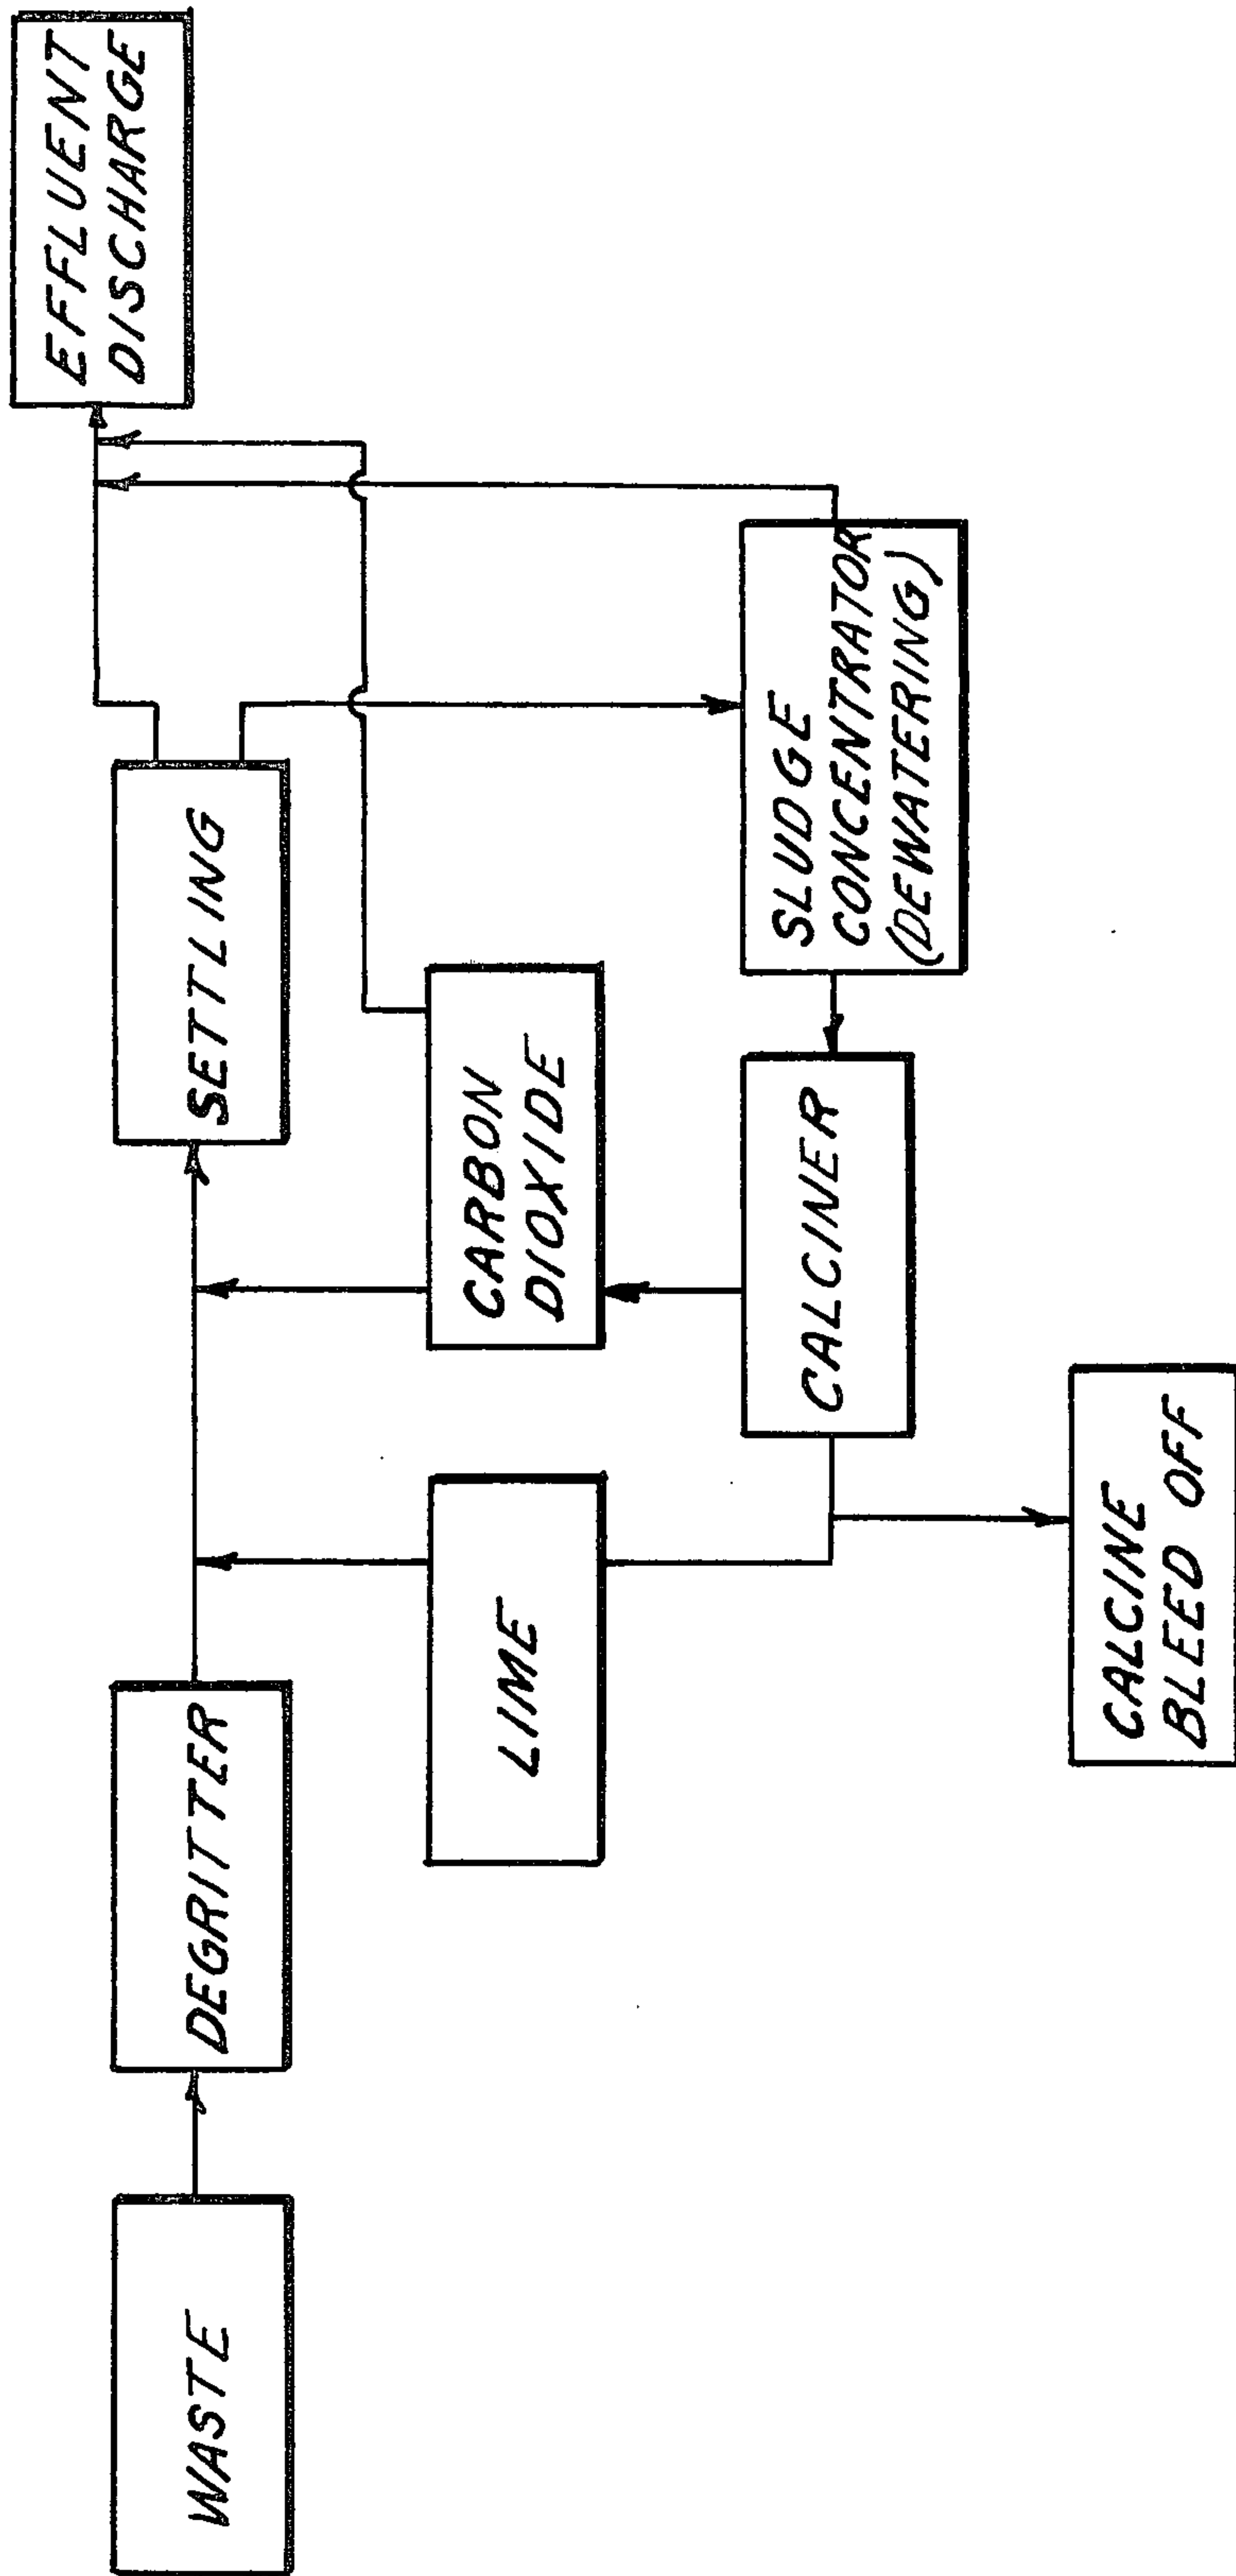 WASTE
DEGRITTER
SETTLING
EFFLUENT
DISCHARGE
LIME
CARBON
DIOXIDE
CALCINER
SLUDGE
CONCENTRATOR
(DEWATERING)
CALCINE
BLEED OFF